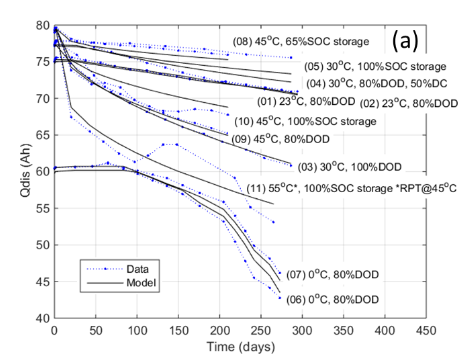 80
75
70
65
60
55
50
45
40
Qdis (Ah)
(a)
(08) 45°C, 65%SOC storage
(05) 30°C, 100%SOC storage
(04) 30°C, 80%DOD, 50%DC
(01) 23°C, 80%DOD (02) 23°C, 80%DOD
(10) 45°C, 100%SOC storage
(09) 45°C, 80%DOD
(03) 30°C, 100%DOD
(11) 55°C*, 100%SOC storage *RPT@45°C
(07) 0°C, 80%DOD
(06) 0°C, 80%DOD
Data
Model
0 50 100 150 200 250 300 350 400 450
Time (days)